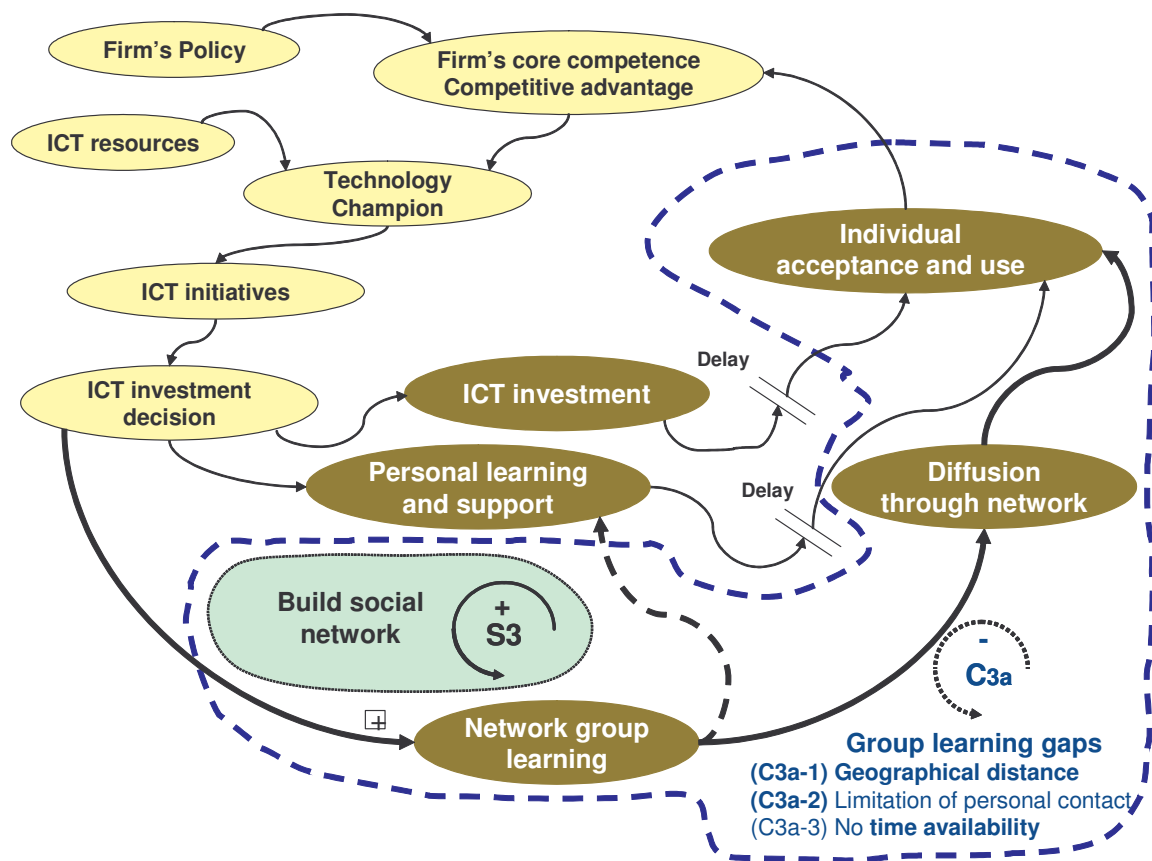 Firm's Policy
Firm's core competence
Competitive advantage
ICT resources
Technology
Champion
Individual
acceptance and use
ICT initiatives
Delay
ICT investment
decision
ICT investment
Personal learning
and support
Delay
Diffusion
through network
Build social
network
+
S3
-
C3a
+
Network group
learning
Group learning gaps
(C3a-1) Geographical distance
(C3a-2) Limitation of personal contact
(C3a-3) No time availability